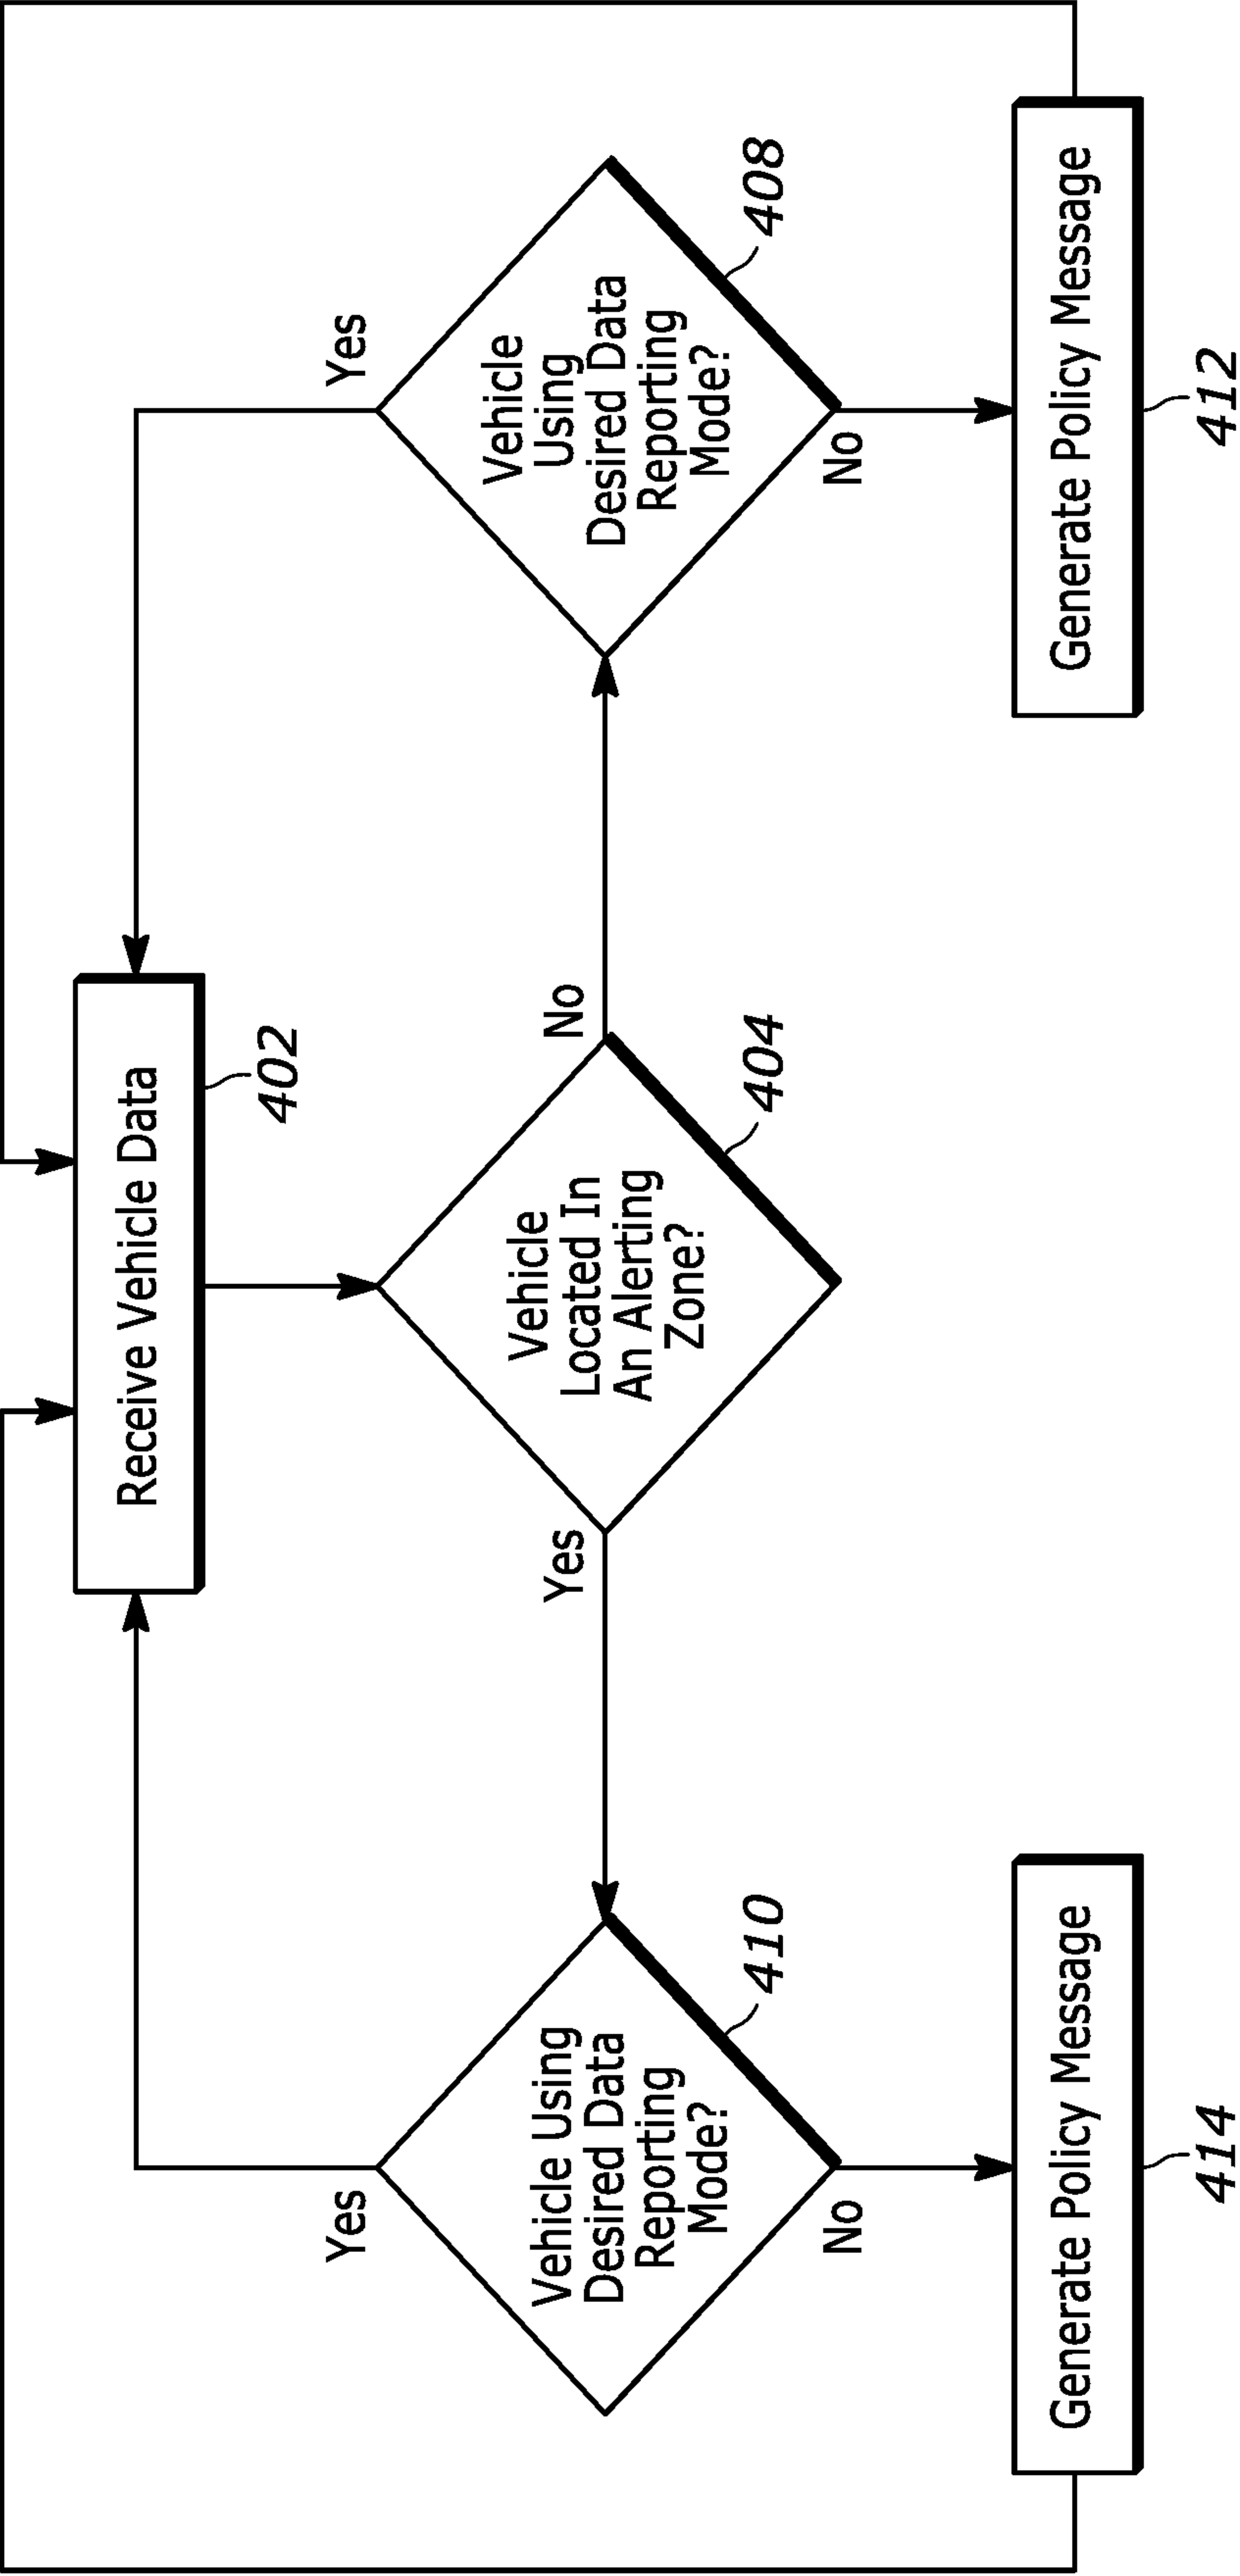 Receive Vehicle Data
402
Vehicle
Located In
An Alerting
Zone?
404
Yes
No
Vehicle Using
Desired Data
Reporting
Mode?
410
Yes
No
Vehicle
Using
Desired Data
Reporting
Mode?
408
Yes
No
Generate Policy Message
414
Generate Policy Message
412